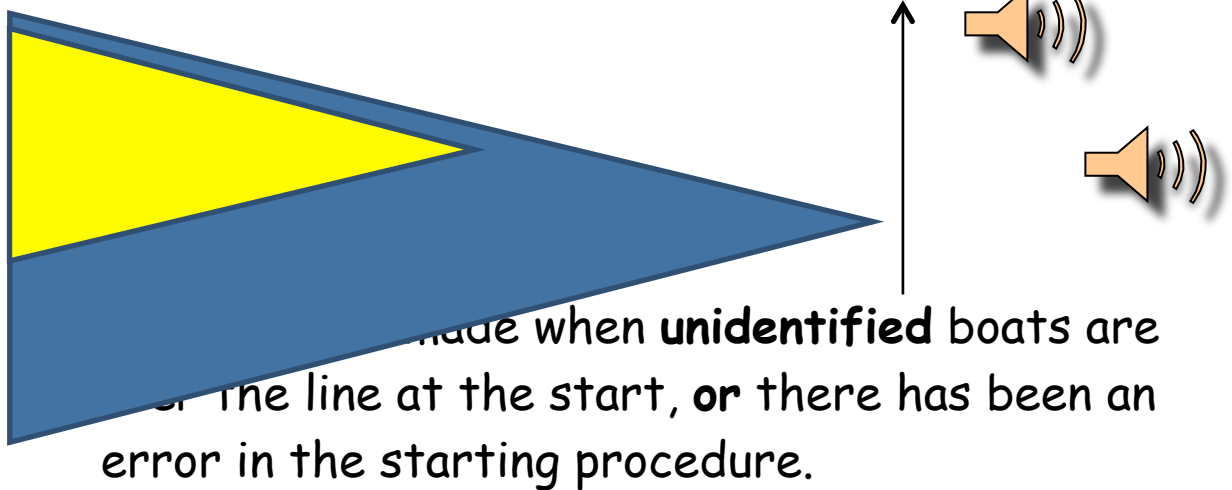 when unidentified boats are
the line at the start, or there has been an
error in the starting procedure.